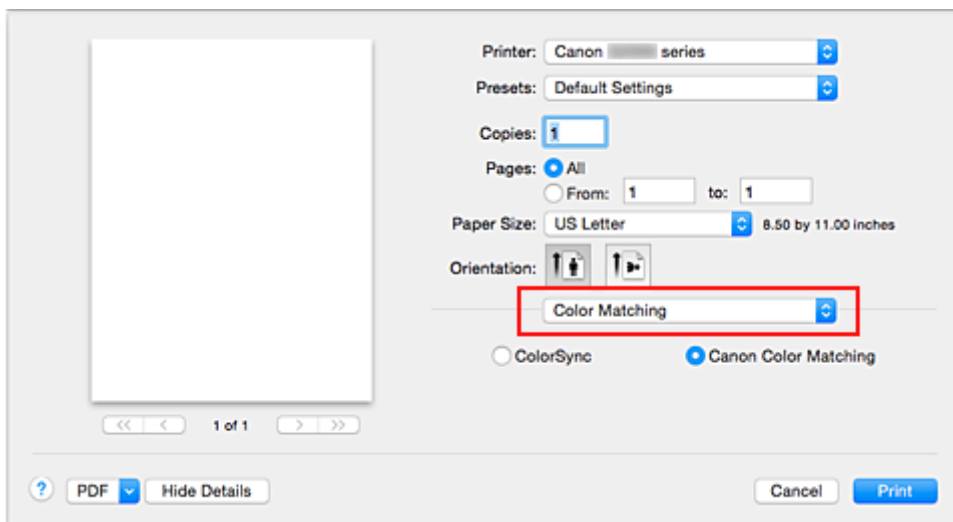 Printer: Canon series
Presets: Default Settings
Copies: 1
Pages: All
From: 1 to: 1
Paper Size: US Letter 8.50 by 11.00 inches
Orientation:
Color Matching
ColorSync Canon Color Matching
<< < 1 of 1 > >>
? PDF Hide Details Cancel Print